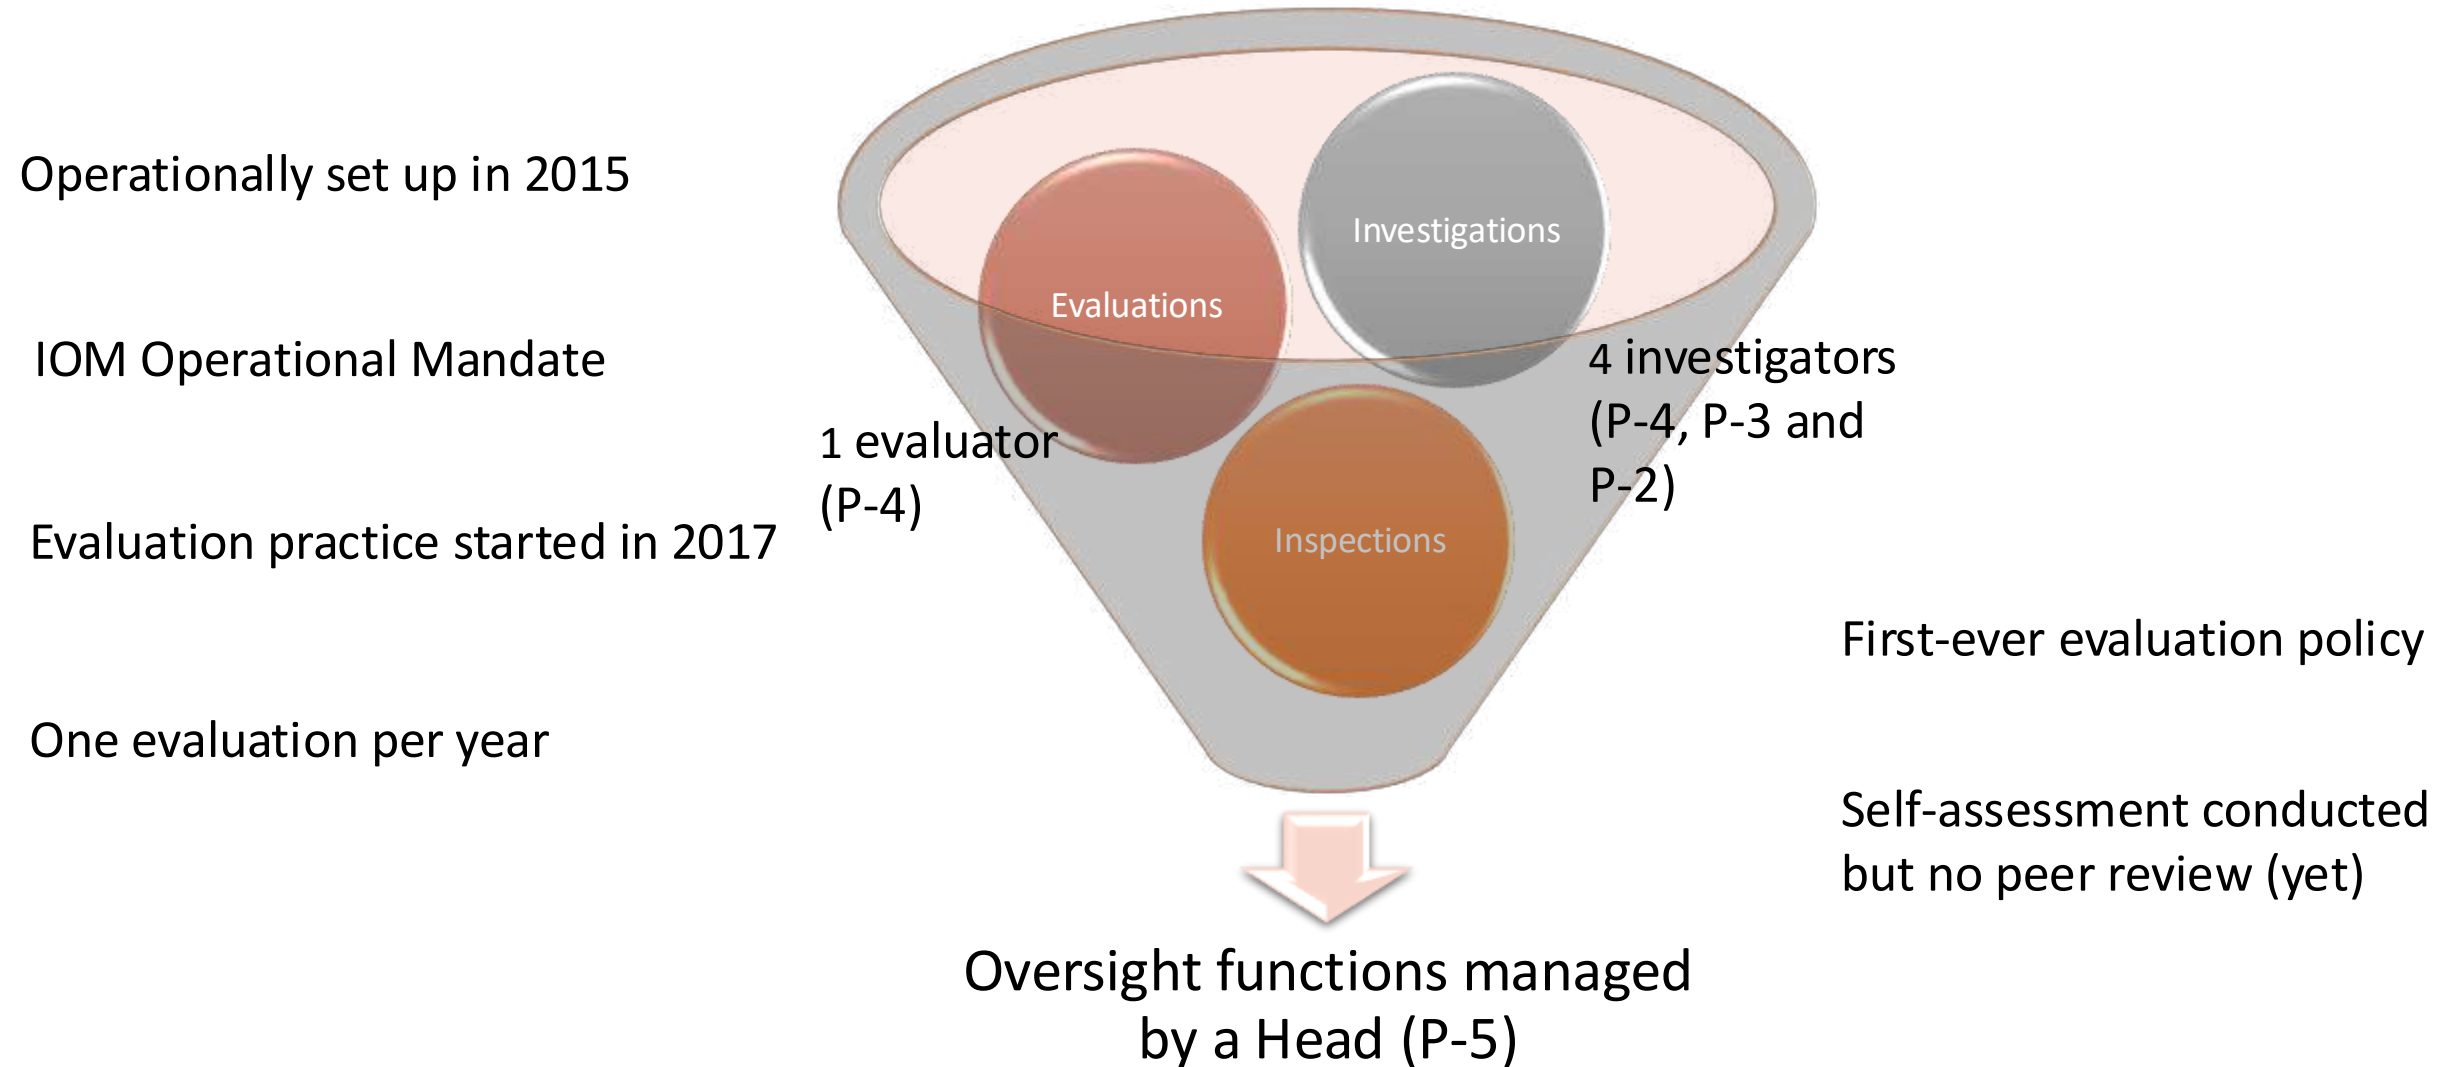 Operationally set up in 2015
IOM Operational Mandate
Evaluation practice started in 2017
One evaluation per year
Investigations
Evaluations
Inspections
1 evaluator
(P-4)
4 investigators
(P-4, P-3 and
P-2)
First-ever evaluation policy
Self-assessment conducted
but no peer review (yet)
Oversight functions managed
by a Head (P-5)